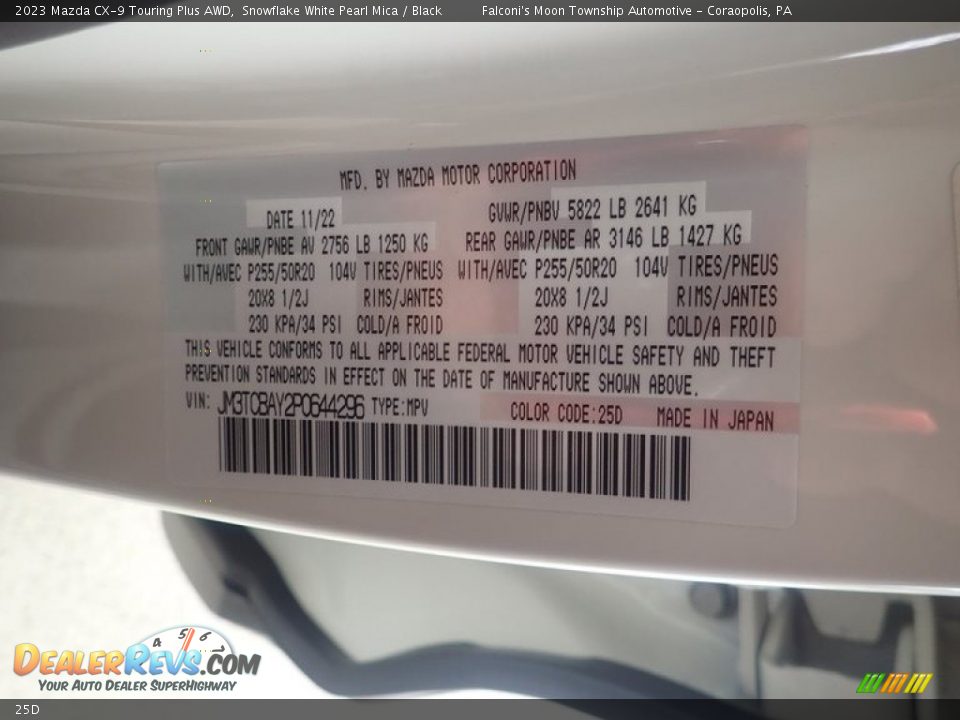 2023 Mazda CX-9 Touring Plus AWD, Snowflake White Pearl Mica / Black Falconi's Moon Township Automotive - Coraopolis, PA
MFD. BY MAZDA MOTOR CORPORATION
DATE 11/22 GVWR/PNBV 5822 LB 2641 KG
FRONT GAWR/PNBE AV 2756 LB 1250 KG REAR GAWR/PNBE AR 3146 LB 1427 KG
WITH/AVEC P255/50R20 104V TIRES/PNEUS WITH/AVEC P255/50R20 104V TIRES/PNEUS
20X8 1/2J RIMS/JANTES 20X8 1/2J RIMS/JANTES
230 KPA/34 PSI COLD/A FROID 230 KPA/34 PSI COLD/A FROID
THIS VEHICLE CONFORMS TO ALL APPLICABLE FEDERAL MOTOR VEHICLE SAFETY AND THEFT
PREVENTION STANDARDS IN EFFECT ON THE DATE OF MANUFACTURE SHOWN ABOVE.
VIN: JM3TCBAY2P0644296 TYPE:MPV COLOR CODE:25D MADE IN JAPAN
4 5 6
DEALERREVS.COM
YOUR AUTO DEALER SUPERHIGHWAY
25D